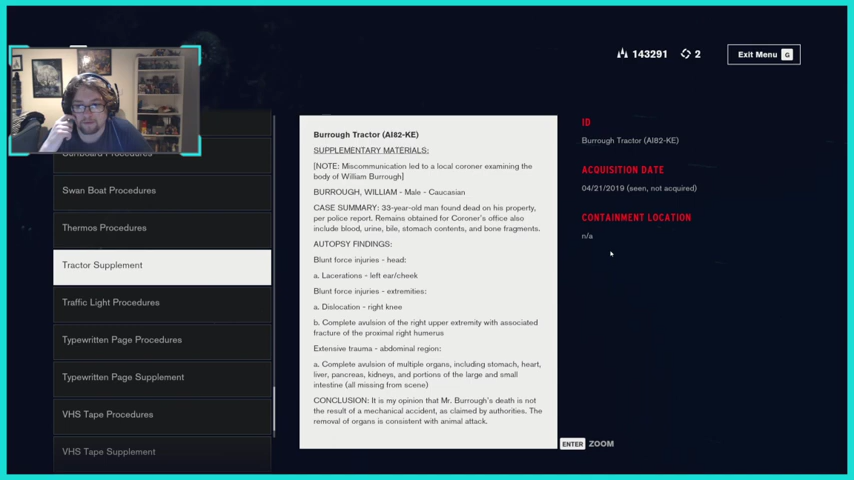 143291
2
Exit Menu
G
Cupboard Procedures
Swan Boat Procedures
Thermos Procedures
Tractor Supplement
Traffic Light Procedures
Typewritten Page Procedures
Typewritten Page Supplement
VHS Tape Procedures
VHS Tape Supplement
Burrough Tractor (AI82-KE)
SUPPLEMENTARY MATERIALS:
[NOTE: Miscommunication led to a local coroner examining the
body of William Burrough]
BURROUGH, WILLIAM - Male - Caucasian
CASE SUMMARY: 33-year-old man found dead on his property,
per police report. Remains obtained for Coroner's office also
include blood, urine, bile, stomach contents, and bone fragments.
AUTOPSY FINDINGS:
Blunt force injuries - head:
a. Lacerations - left ear/cheek
Blunt force injuries - extremities:
a. Dislocation - right knee
b. Complete avulsion of the right upper extremity with associated
fracture of the proximal right humerus
Extensive trauma - abdominal region:
a. Complete avulsion of multiple organs, including stomach, heart,
liver, pancreas, kidneys, and portions of the large and small
intestine (all missing from scene)
CONCLUSION: It is my opinion that Mr. Burrough's death is not
the result of a mechanical accident, as claimed by authorities. The
removal of organs is consistent with animal attack.
ENTER ZOOM
ID
Burrough Tractor (AI82-KE)
ACQUISITION DATE
04/21/2019 (seen, not acquired)
CONTAINMENT LOCATION
n/a